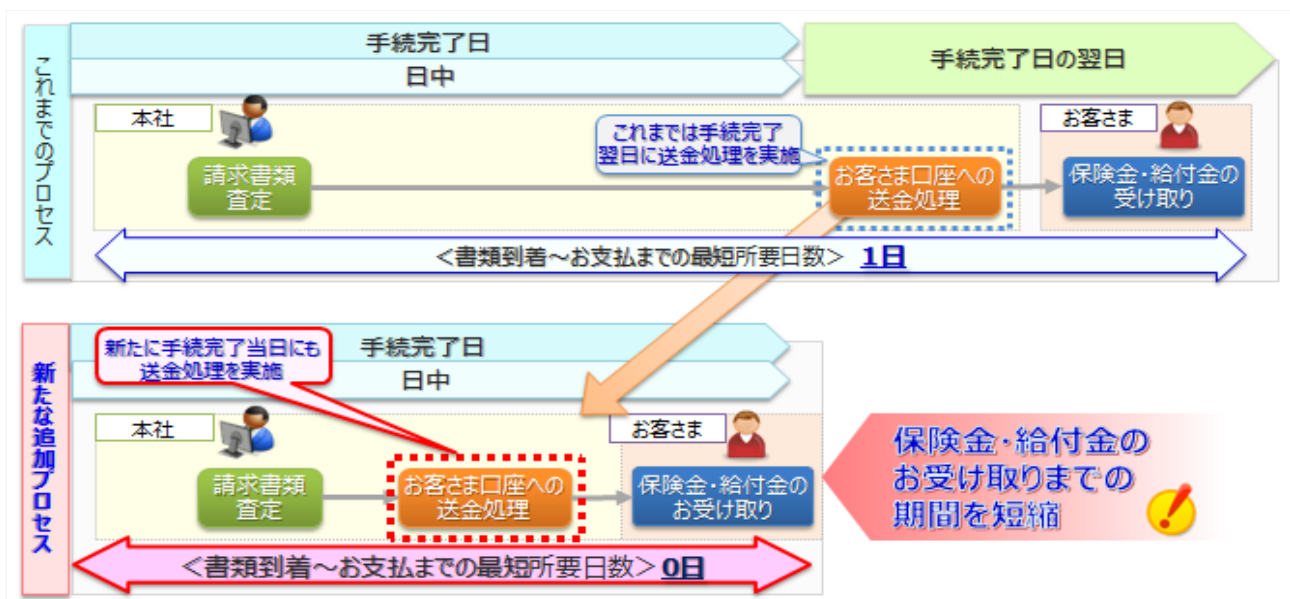 これまでのプロセス
手続完了日
日中
手続完了日の翌日
本社
お客さま
これまでは手続完了
翌日に送金処理を実施
請求書類
査定
お客さま口座への
送金処理
保険金・給付金の
受け取り
＜書類到着～お支払までの最短所要日数＞ 1日
新たな追加プロセス
手続完了日
日中
新たに手続完了当日にも
送金処理を実施
本社
お客さま
請求書類
査定
お客さま口座への
送金処理
保険金・給付金の
お受け取り
＜書類到着～お支払までの最短所要日数＞ 0日
保険金・給付金の
お受け取りまでの
期間を短縮